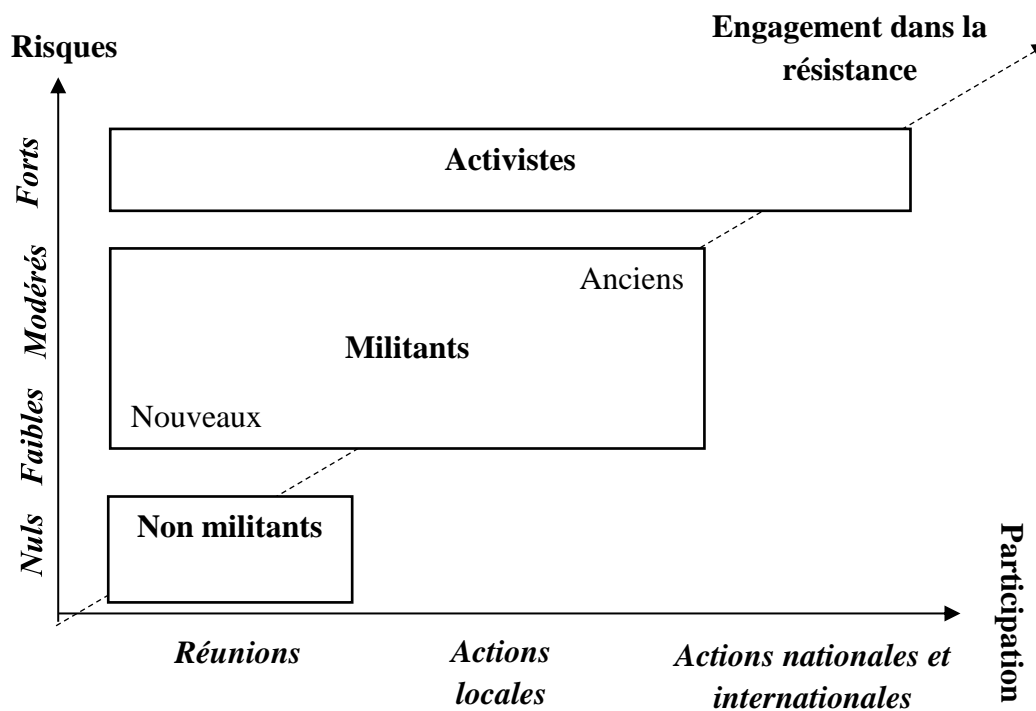 Engagement dans la
résistance
Risques
Forts
Activistes
Modérés
Anciens
Militants
Faibles
Nouveaux
Nuls
Non militants
Participation
Réunions
Actions
locales
Actions nationales et
internationales